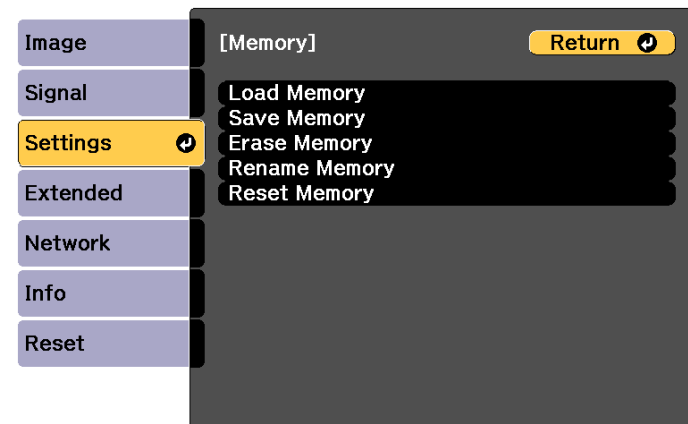 Image
Signal
Settings
Extended
Network
Info
Reset
[Memory]
Return
Load Memory
Save Memory
Erase Memory
Rename Memory
Reset Memory